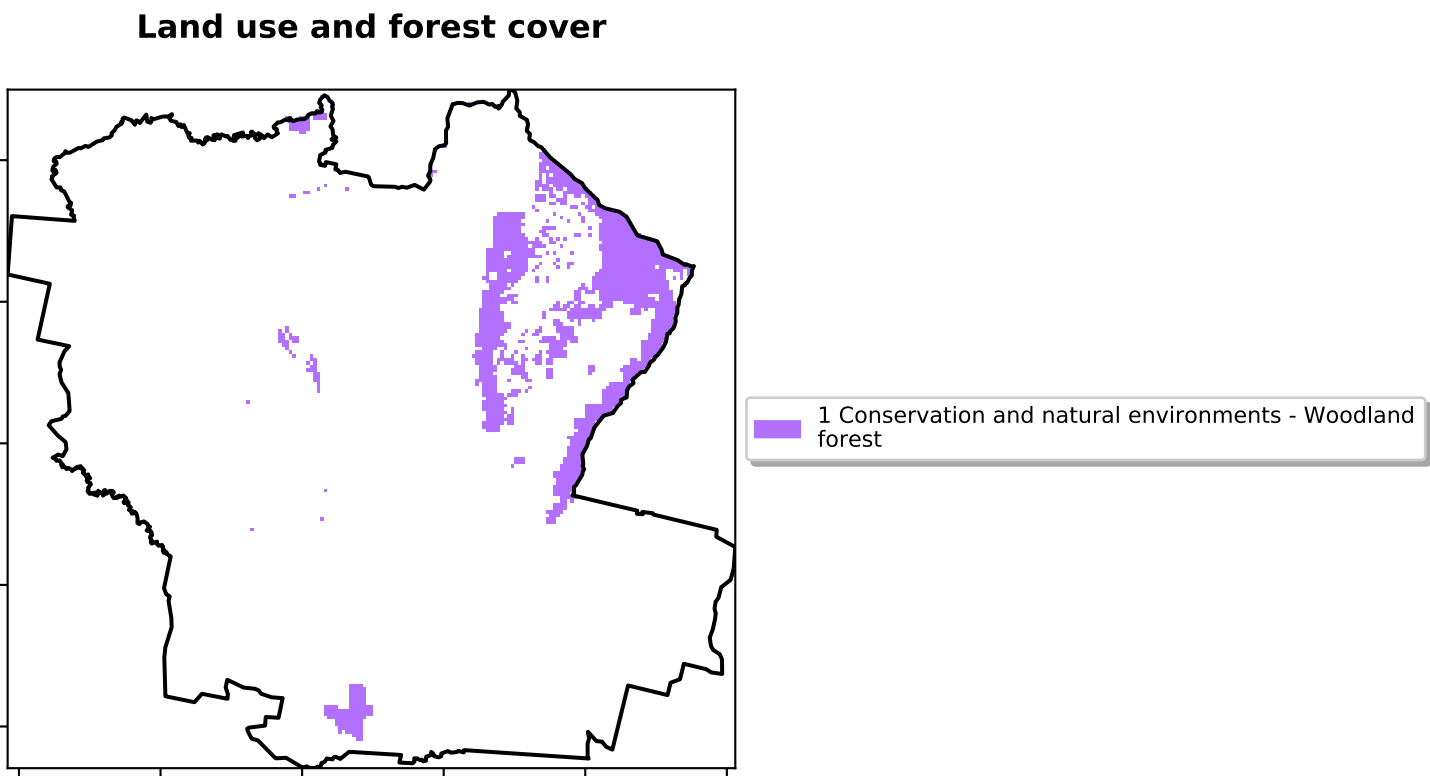 Land use and forest cover
1 Conservation and natural environments - Woodland
forest